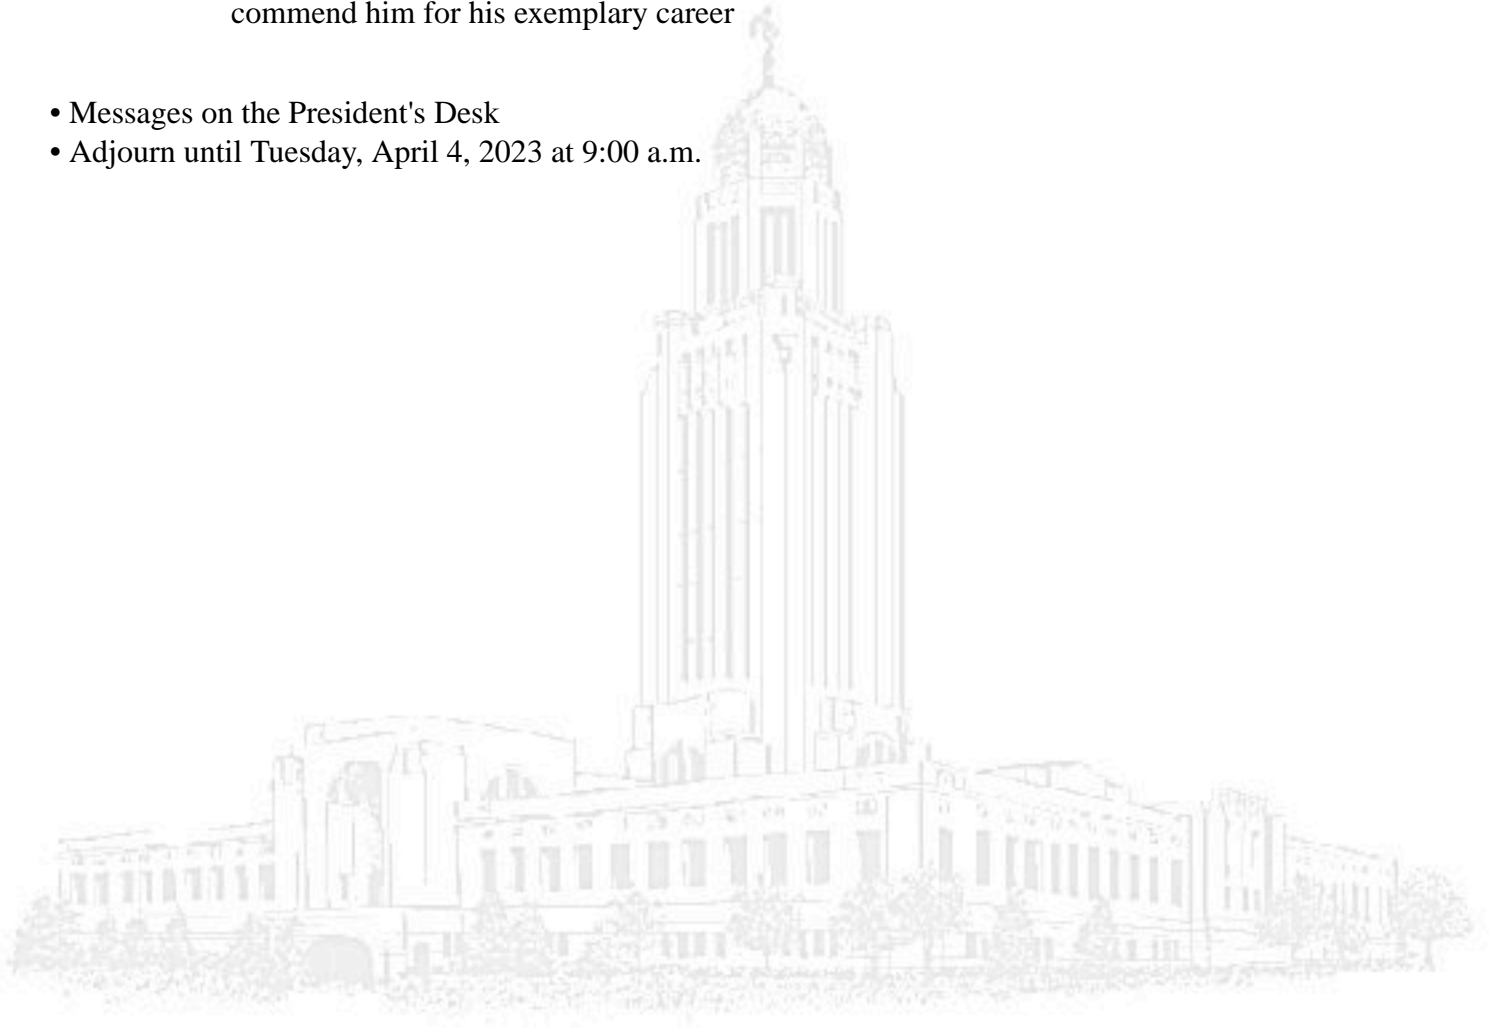 commend him for his exemplary career
• Messages on the President's Desk
• Adjourn until Tuesday, April 4, 2023 at 9:00 a.m.